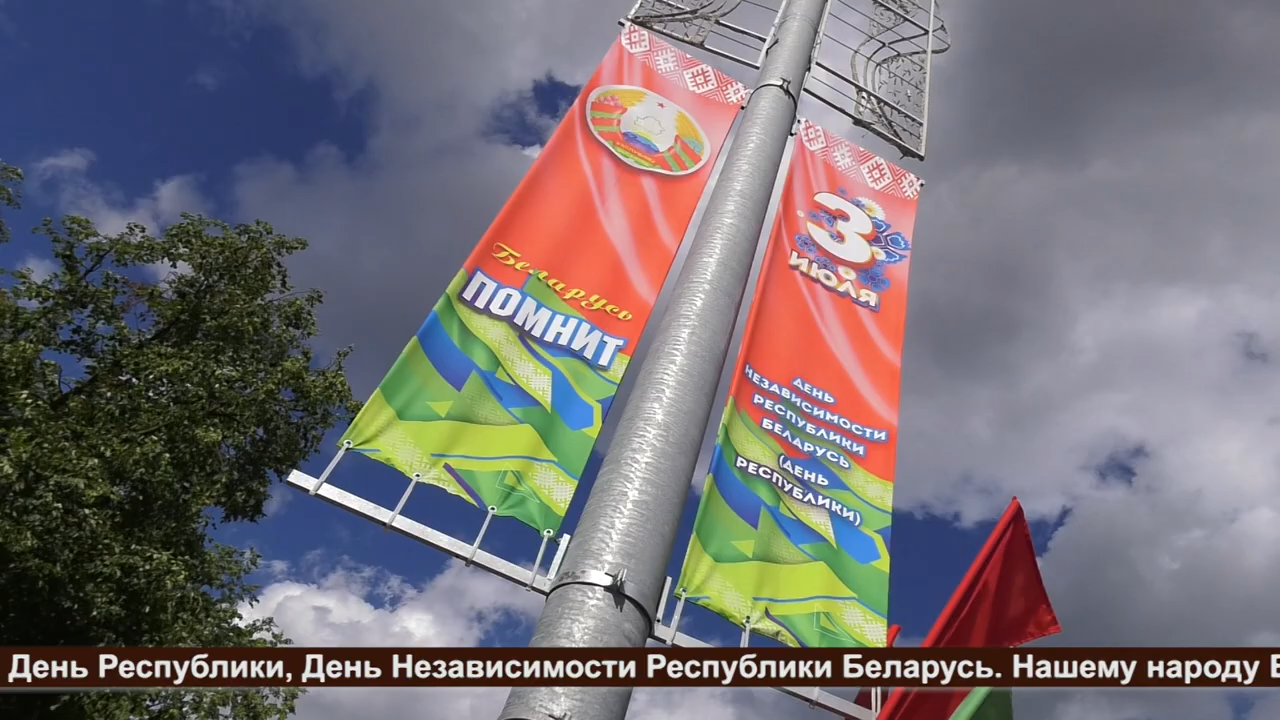 Беларусь
ПОМНИТ
3
ИЮЛЯ
ДЕНЬ
НЕЗАВИСИМОСТИ
РЕСПУБЛИКИ
БЕЛАРУСЬ
(ДЕНЬ
РЕСПУБЛИКИ)
День Республики, День Независимости Республики Беларусь. Нашему народу